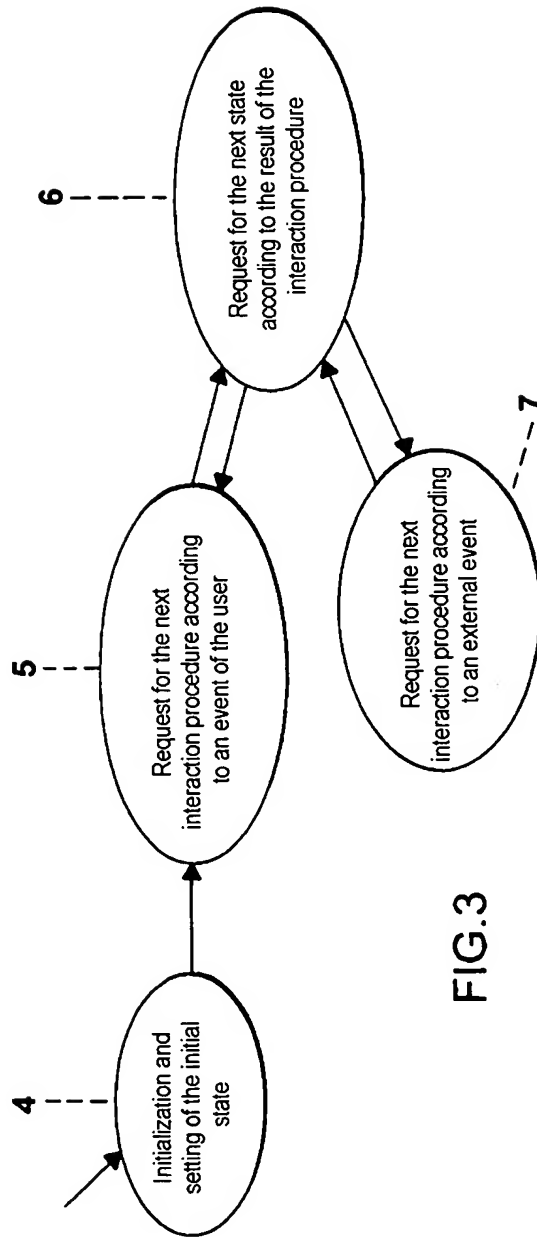 4
Initialization and
setting of the initial
state
5
Request for the next
interaction procedure according
to an event of the user
6
Request for the next state
according to the result of the
interaction procedure
Request for the next
interaction procedure according
to an external event
7
FIG.3